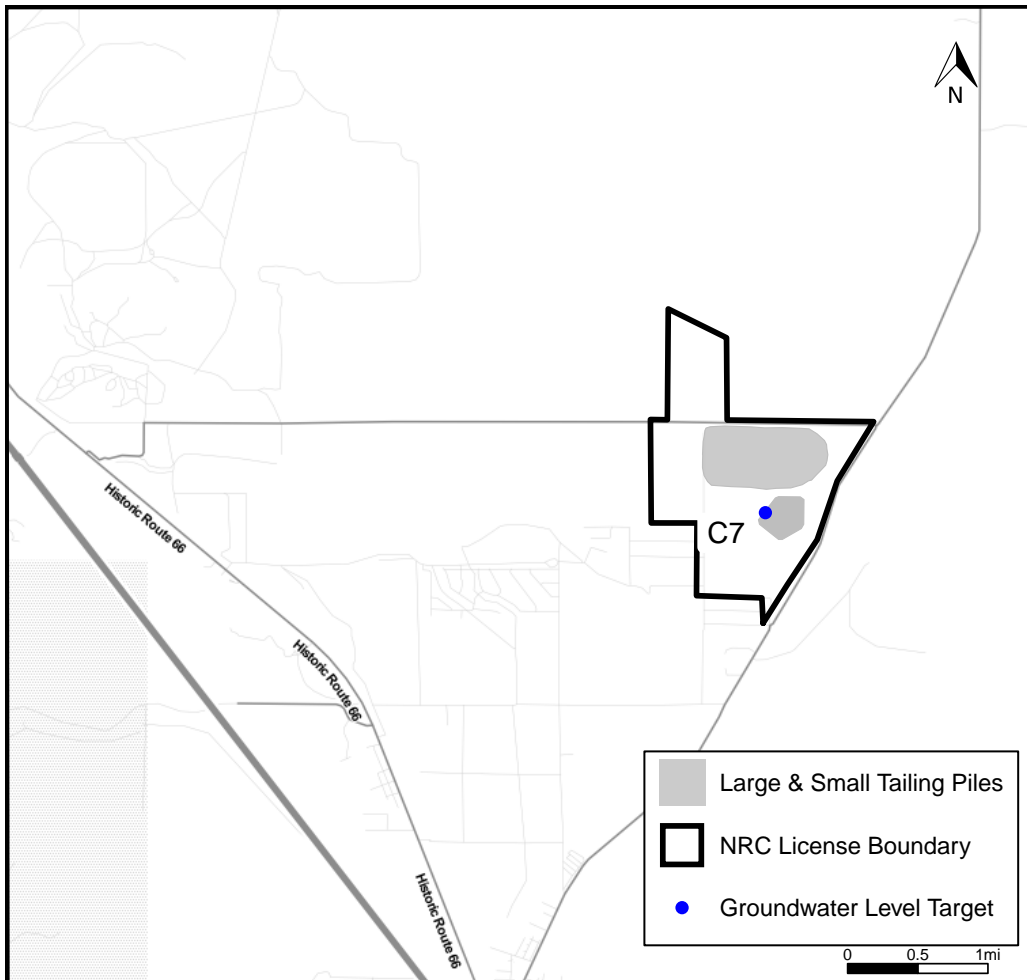 N
Historic Route 66
C7
Historic Route 66
Historic Route 66
Large & Small Tailing Piles
NRC License Boundary
Groundwater Level Target
0 0.5 1mi